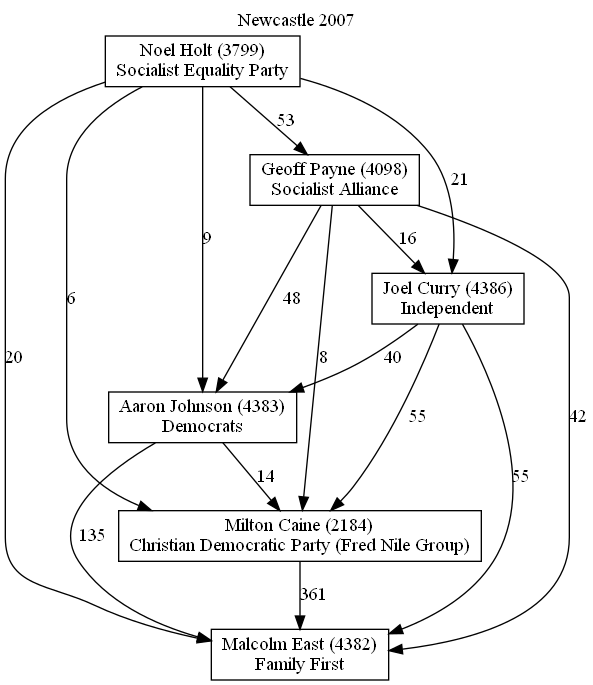 Newcastle 2007
Noel Holt (3799)
Socialist Equality Party
53
Geoff Payne (4098)
Socialist Alliance
21
9
16
Joel Curry (4386)
Independent
6
48
20
8
40
42
Aaron Johnson (4383)
Democrats
55
14
55
135
Milton Caine (2184)
Christian Democratic Party (Fred Nile Group)
361
Malcolm East (4382)
Family First